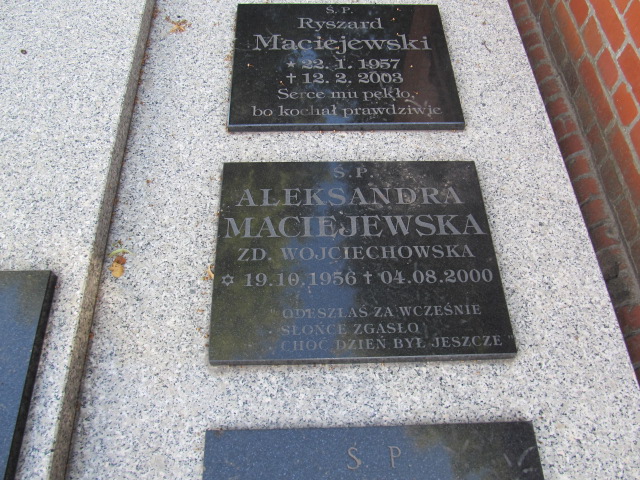 S.P.
Ryszard
Maciejewski
* 22. 1. 1957
✝ 12. 2. 2003
Serce mu pękło,
bo kochał prawdziwie
S.P.
ALEKSANDRA
MACIEJEWSKA
ZD. WOJCIECHOWSKA
✡ 19.10.1956 ✝ 04.08.2000
ODESZŁAŚ ZA WCZEŚNIE
SŁOŃCE ZGASŁO
CHOĆ DZIEŃ BYŁ JESZCZE
S. P